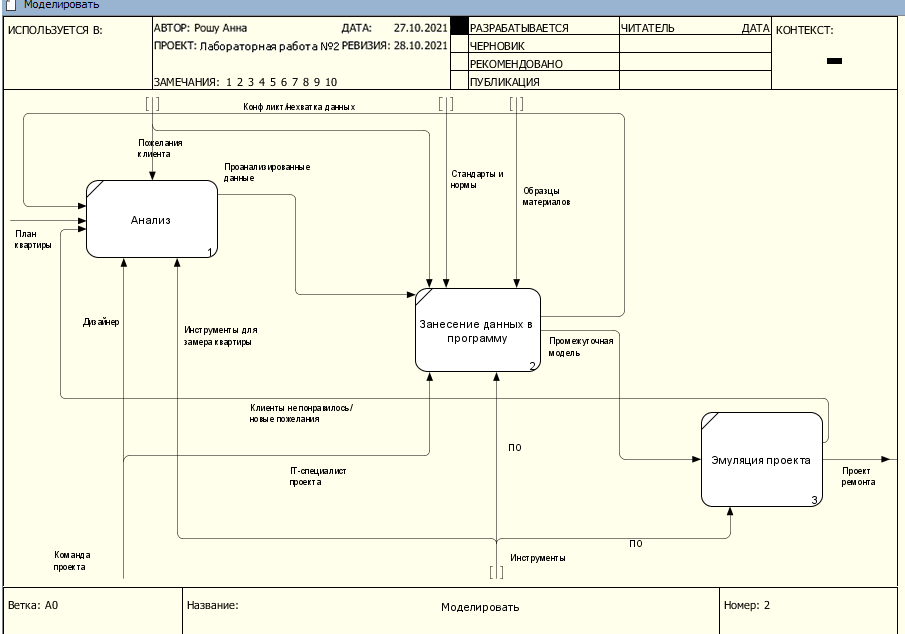 Моделировать
ИСПОЛЬЗУЕТСЯ В:
АВТОР: Рошу Анна
ДАТА: 27.10.2021
РАЗРАБАТЫВАЕТСЯ
ЧИТАТЕЛЬ
ДАТА
КОНТЕКСТ:
ПРОЕКТ: Лабораторная работа №2
РЕВИЗИЯ: 28.10.2021
ЧЕРНОВИК
РЕКОМЕНДОВАНО
ЗАМЕЧАНИЯ: 1 2 3 4 5 6 7 8 9 10
ПУБЛИКАЦИЯ
Конфликт/нехватка данных
Пожелания
клиента
Проанализированные
данные
Стандарты и
нормы
Образцы
материалов
Анализ
1
План
квартиры
Дизайнер
Инструменты для
замера квартиры
Занесение данных в
программу
2
Промежуточная
модель
Клиенты не понравилось/
новые пожелания
ПО
IT-специалист
проекта
Эмуляция проекта
3
Проект
ремонта
ПО
Команда
проекта
Инструменты
Ветка: A0
Название:
Моделировать
Номер: 2